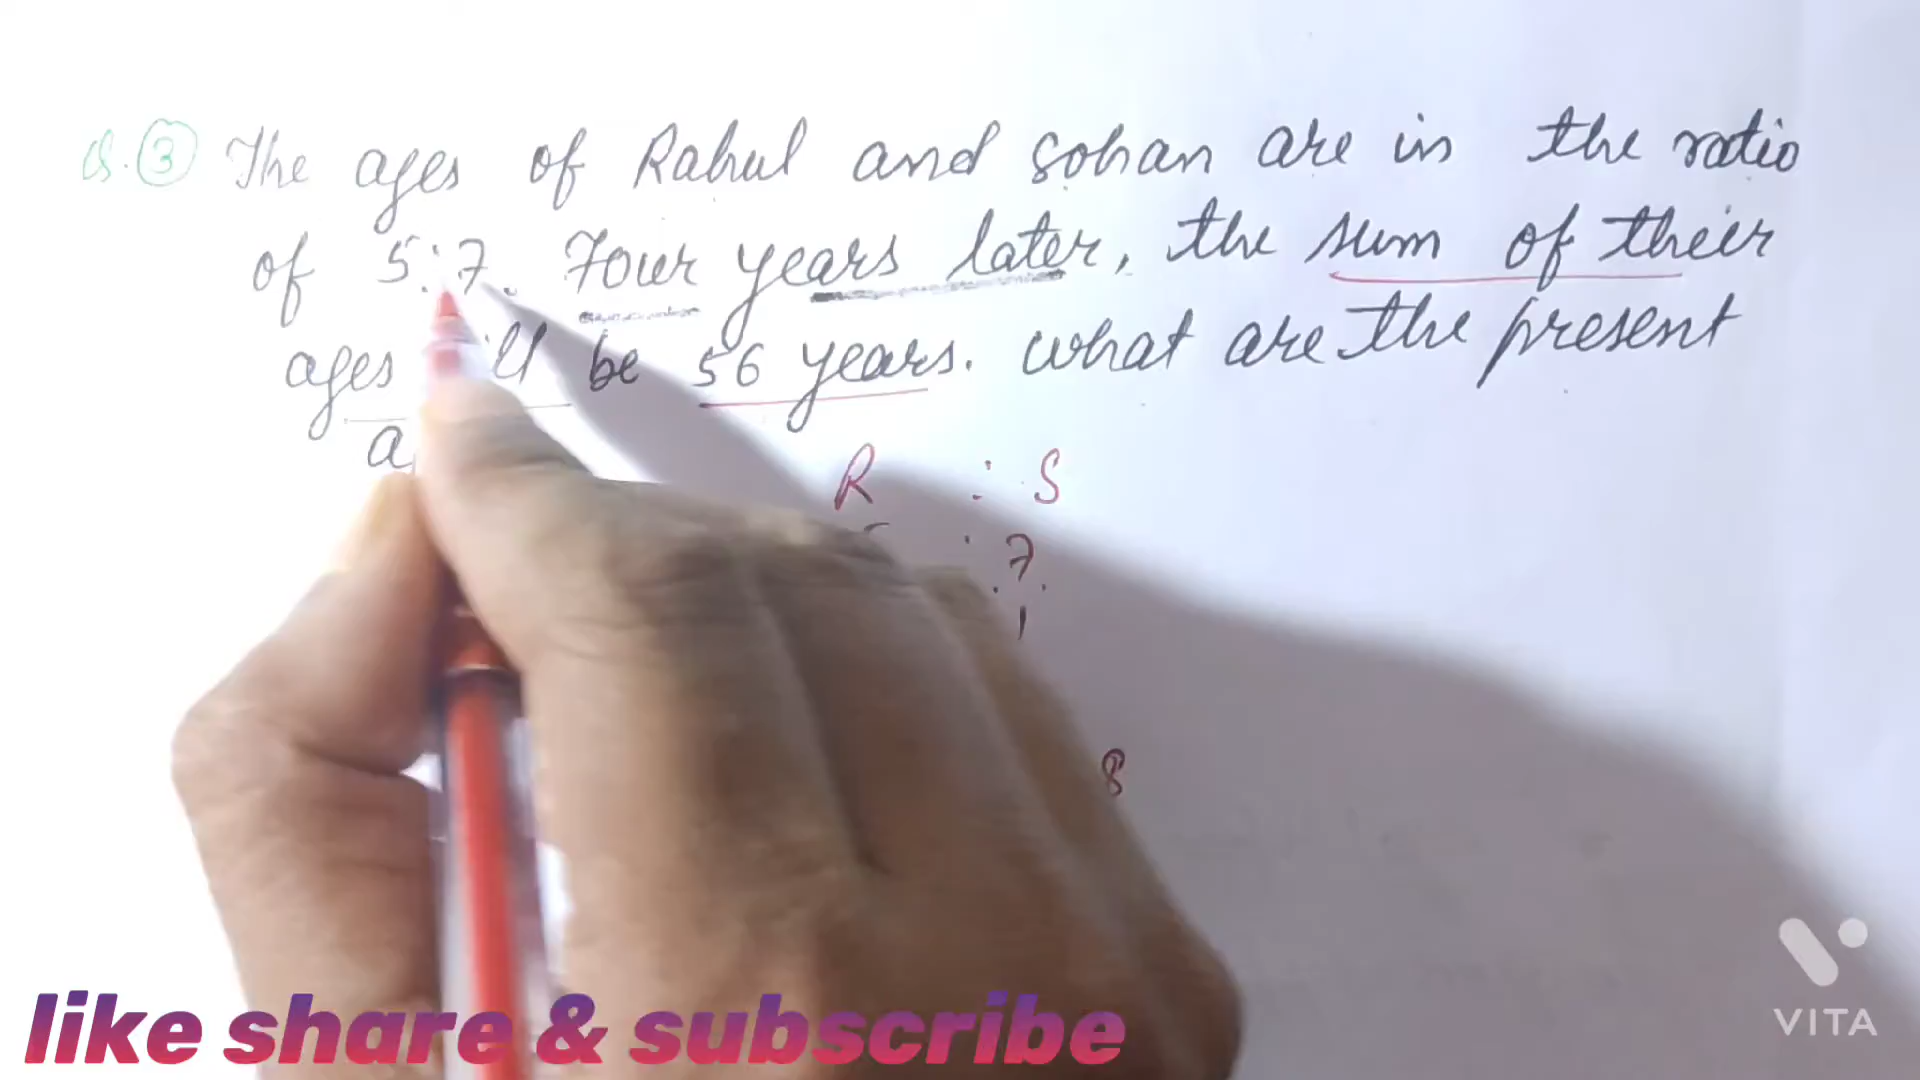 Q. 3 The ages of Rahul and Sohan are in the ratio
of 5:7. Four years later, the sum of their
ages be 56 years. what are the present
R : S
: 7
1
8
like share & subscribe
VITA